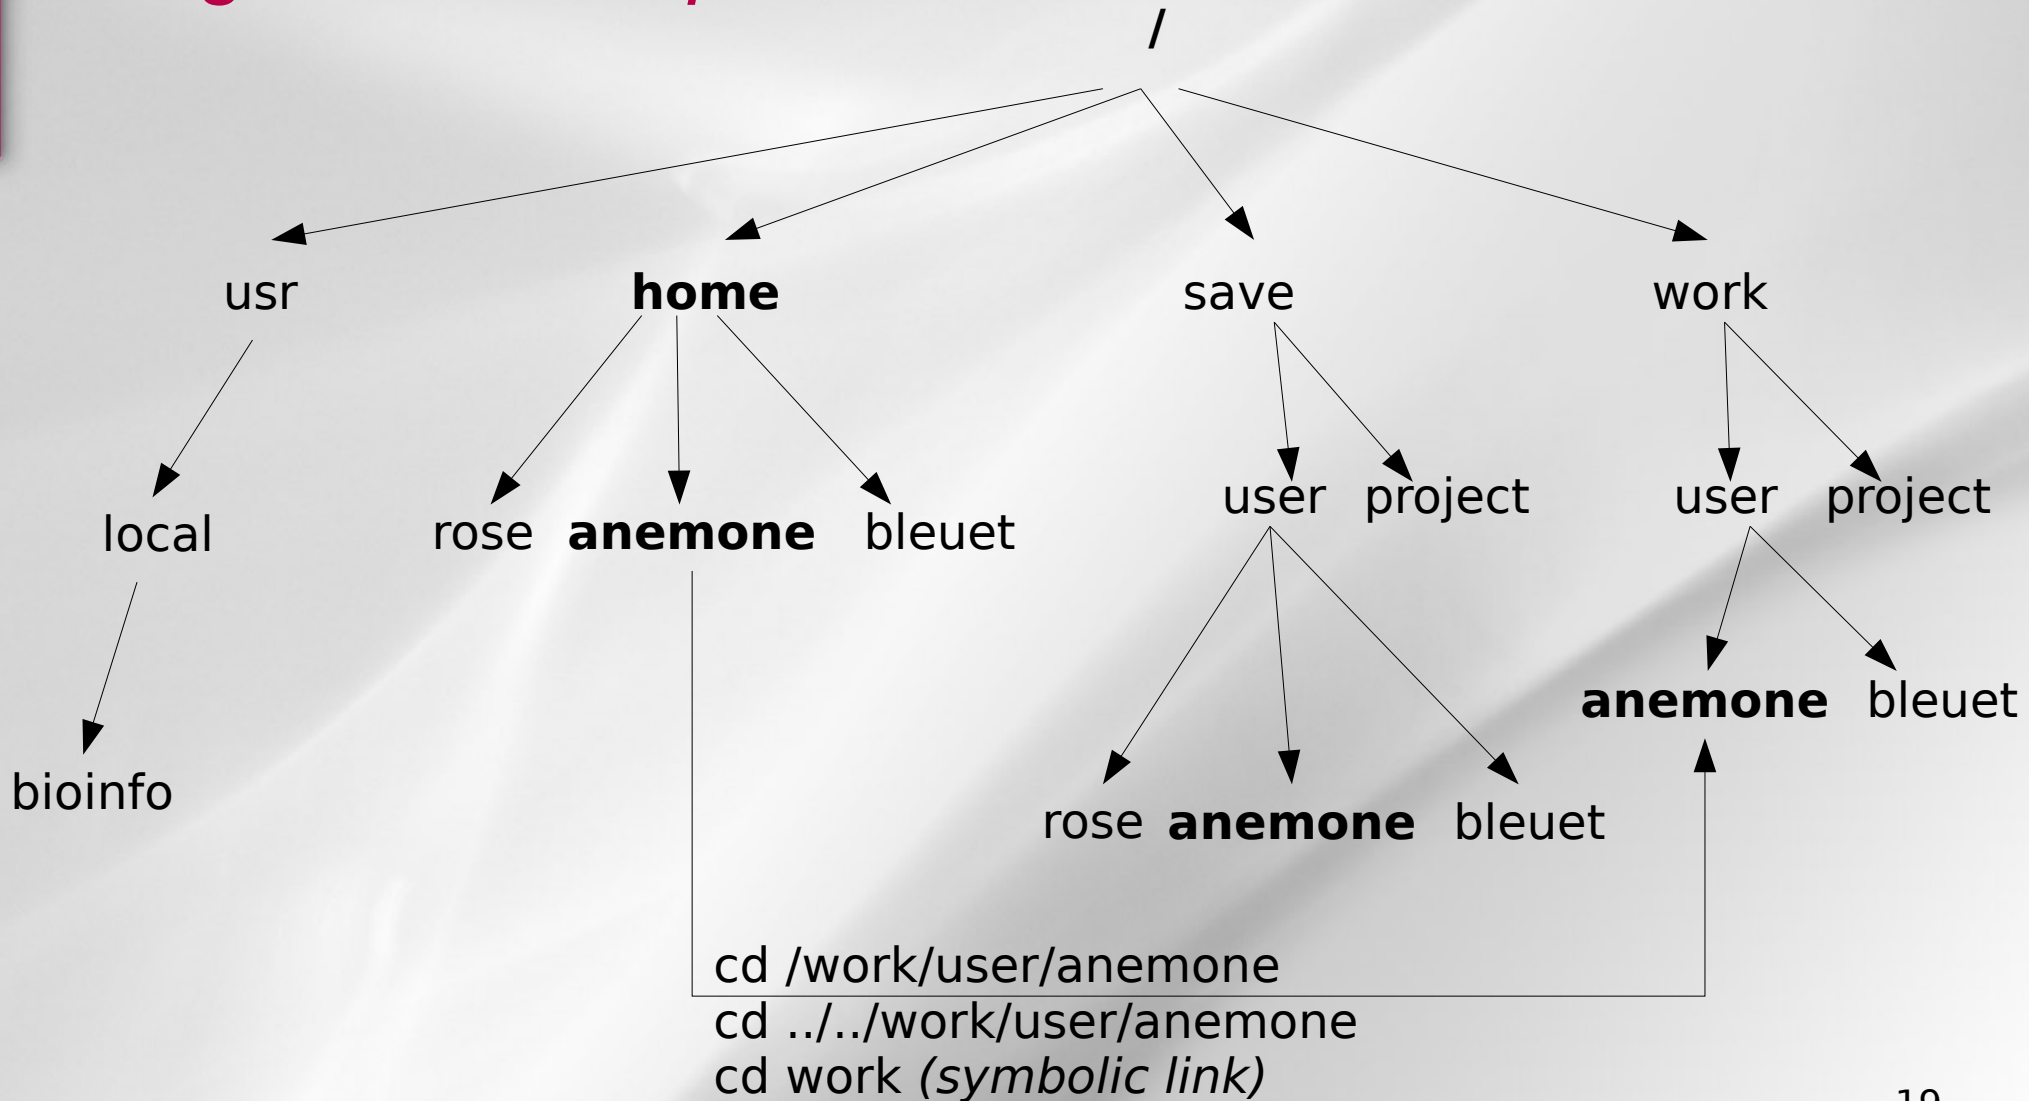 /
usr home save work
user project user project
local rose anemone bleuet
anemone bleuet
bioinfo
rose anemone bleuet
cd /work/user/anemone
cd ../../work/user/anemone
cd work (symbolic link)